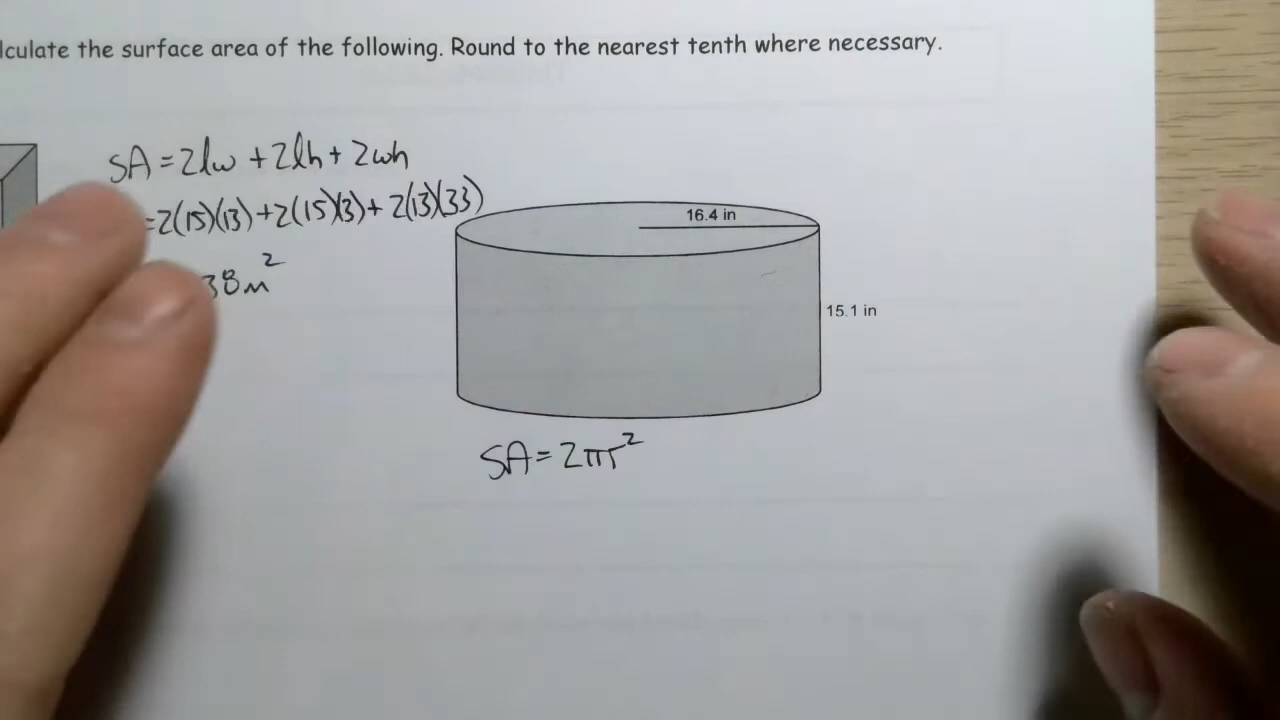 lculate the surface area of the following. Round to the nearest tenth where necessary.
SA = 2lw + 2lh + 2wh
=2(15)(13)+2(15)(3)+2(13)(33)
38m²
16.4 in
15.1 in
SA = 2πr²